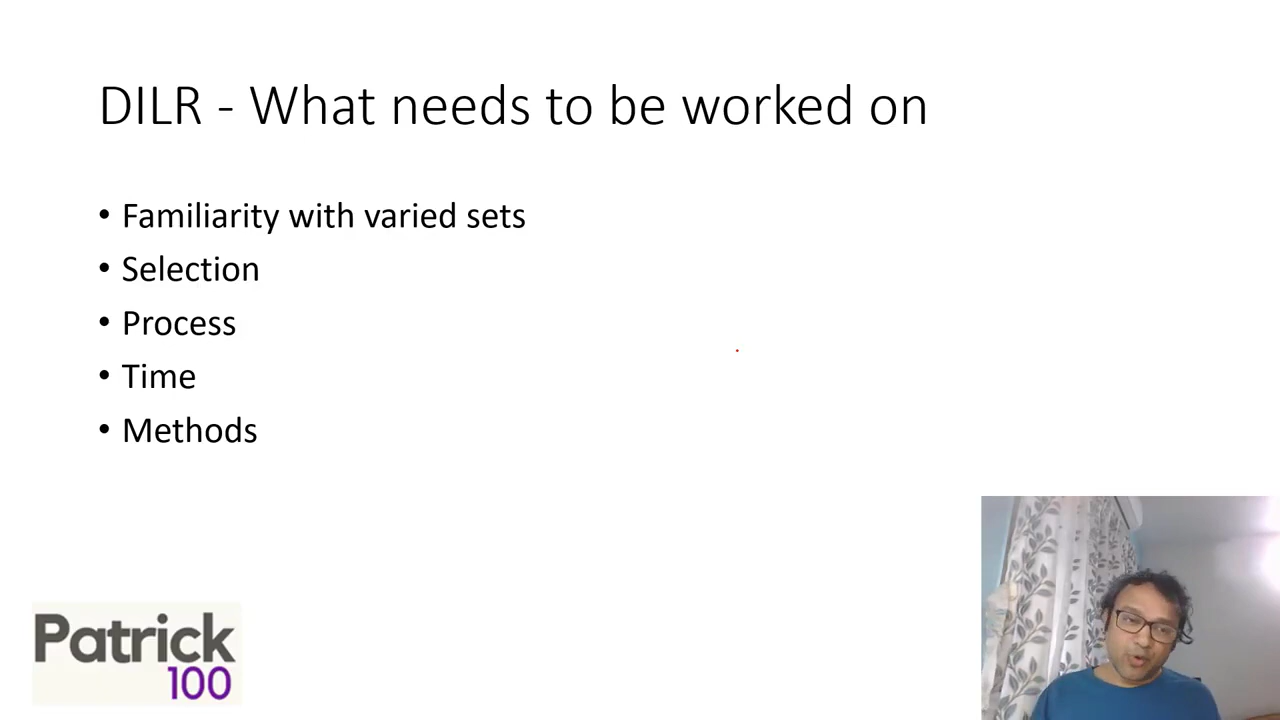 DILR - What needs to be worked on
• Familiarity with varied sets
• Selection
• Process
• Time
• Methods
Patrick
100